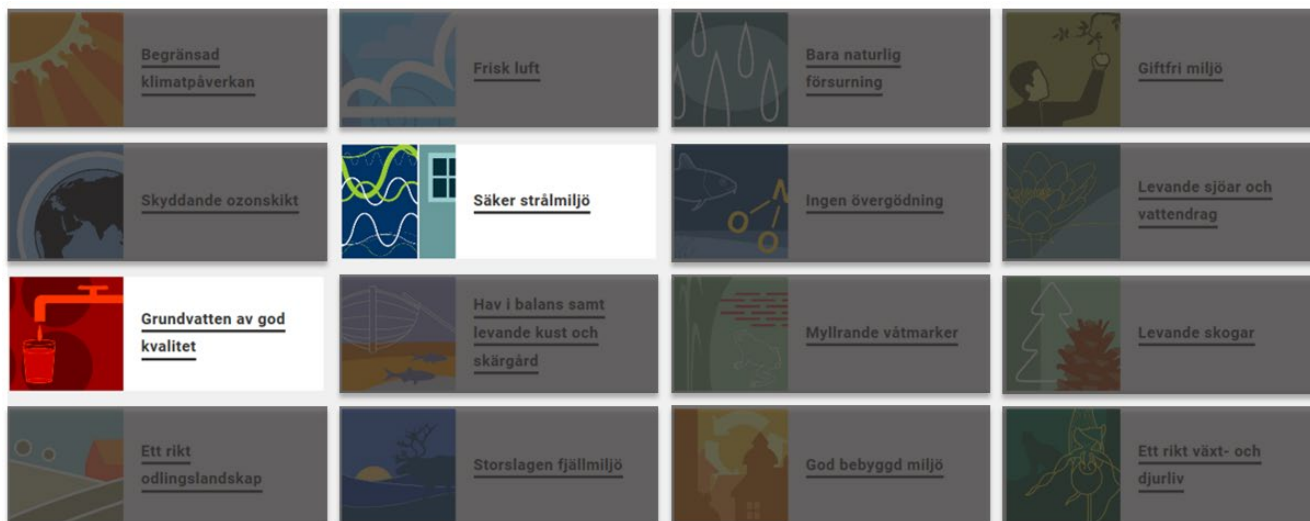 Begränsad
klimatpåverkan
Frisk luft
Bara naturlig
försurning
Giftfri miljö
Skyddande ozonskikt
Säker strålmiljö
Ingen övergödning
Levande sjöar och
vattendrag
Grundvatten av god
kvalitet
Hav i balans samt
levande kust och
skärgård
Myllrande våtmarker
Levande skogar
Ett rikt
odlingslandskap
Storslagen fjällmiljö
God bebyggd miljö
Ett rikt växt- och
djurliv